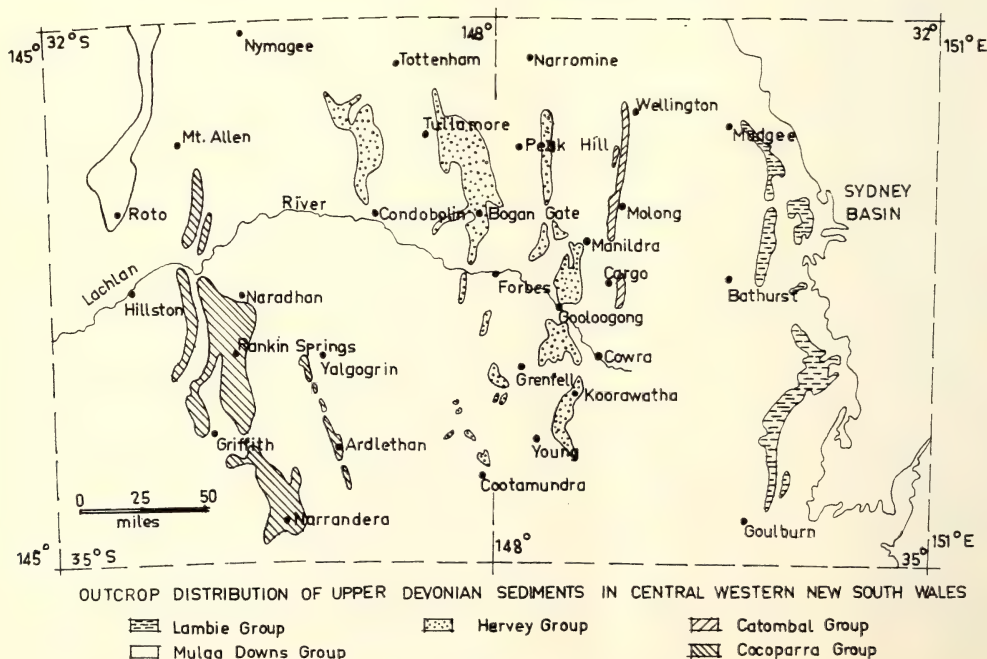 145° 32° S 148° 32° 151° E
Nymagee
Tottenham
Narromine
Wellington
Mt. Allen
Tullamore
Peak Hill
Mudgee
Roto
River
Condobolin
Bogan Gate
Molong
SYDNEY
BASIN
Manildra
Lachlan
Hillston
Naradhan
Forbes
Cargo
Bathurst
Gooloogong
Rankin Springs
Yalgogrin
Cowra
Grenfell
Koorawatha
Griffith
Ardlethan
Young
Cootamundra
0 25 50
miles
Narrandera
Goulburn
145° 35° S 148° 35° 151° E
OUTCROP DISTRIBUTION OF UPPER DEVONIAN SEDIMENTS IN CENTRAL WESTERN NEW SOUTH WALES
Lambie Group
Hervey Group
Catombal Group
Mulga Downs Group
Cocoparra Group